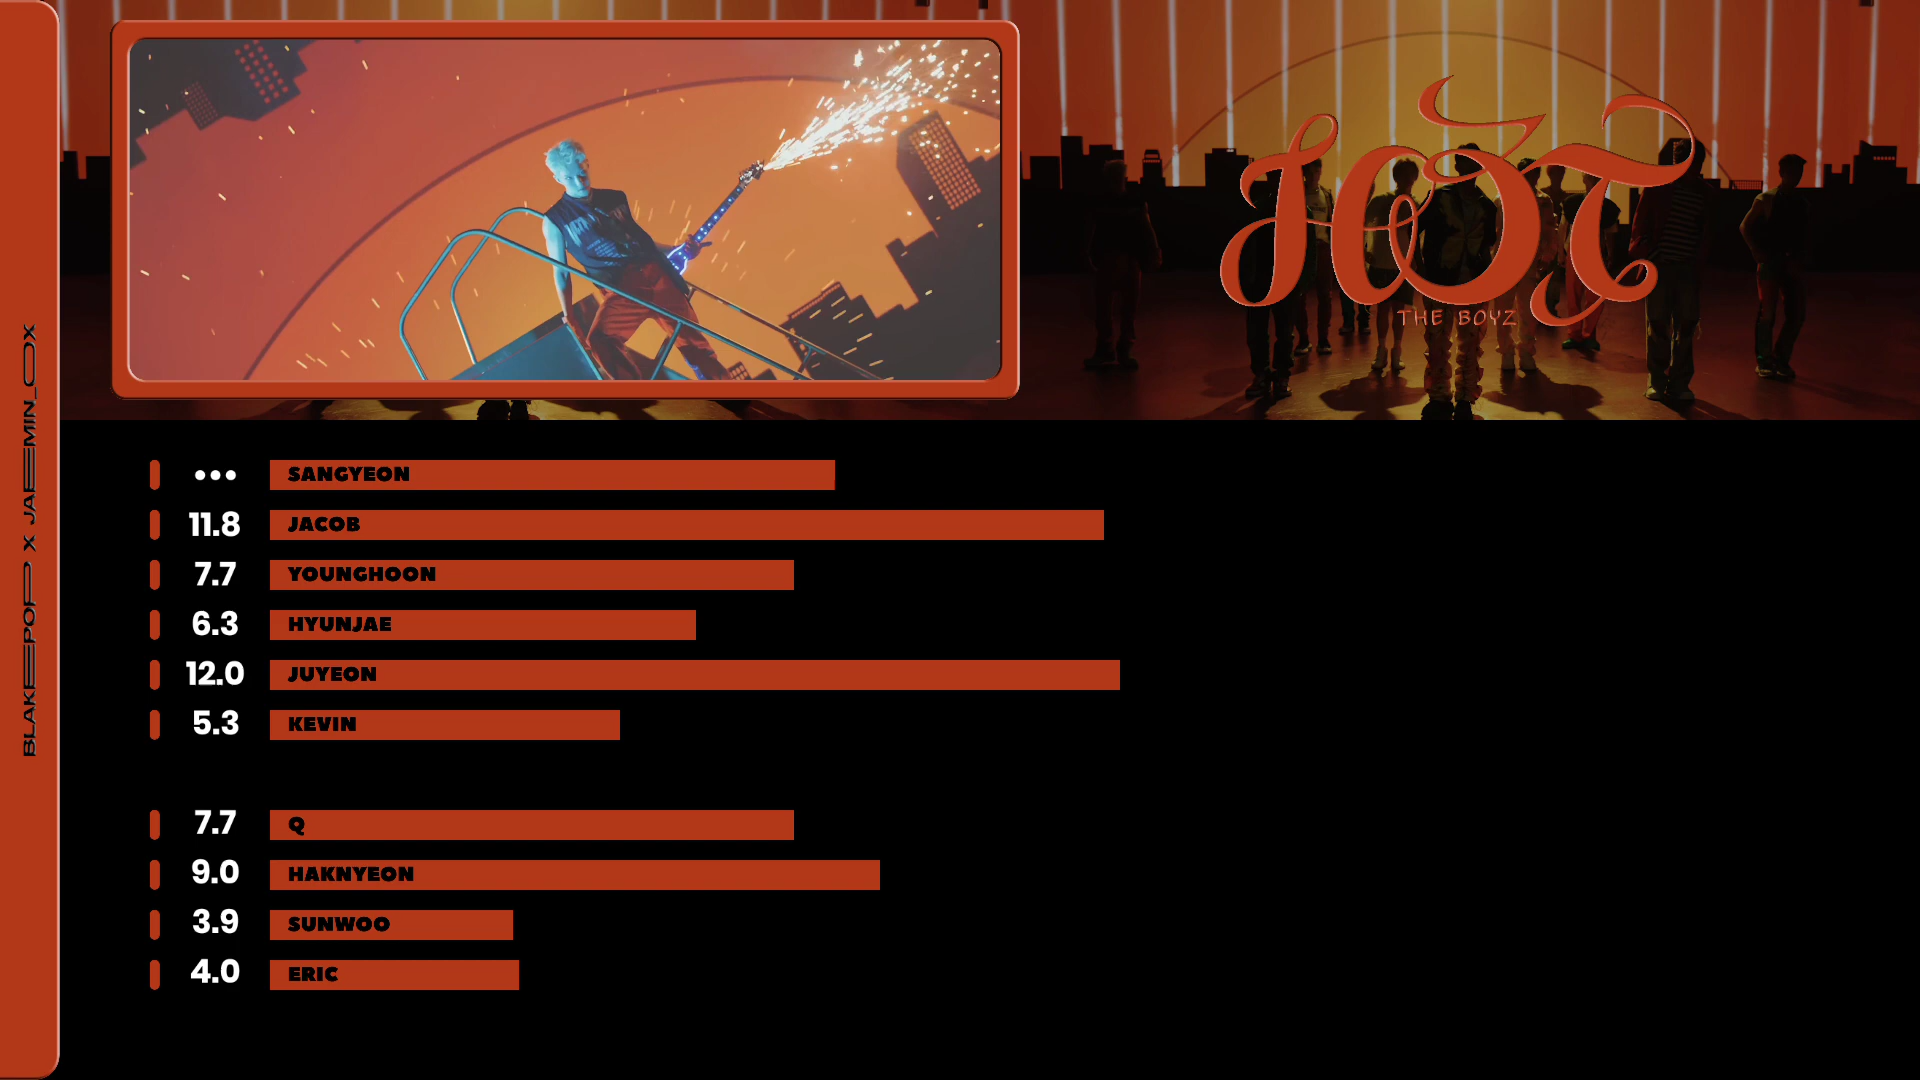 HOT
THE BOYZ
BLAKEPOP X JAEMIN_OX
... SANGYEON
11.8 JACOB
7.7 YOUNGHOON
6.3 HYUNJAE
12.0 JUYEON
5.3 KEVIN
7.7 Q
9.0 HAKNYEON
3.9 SUNWOO
4.0 ERIC